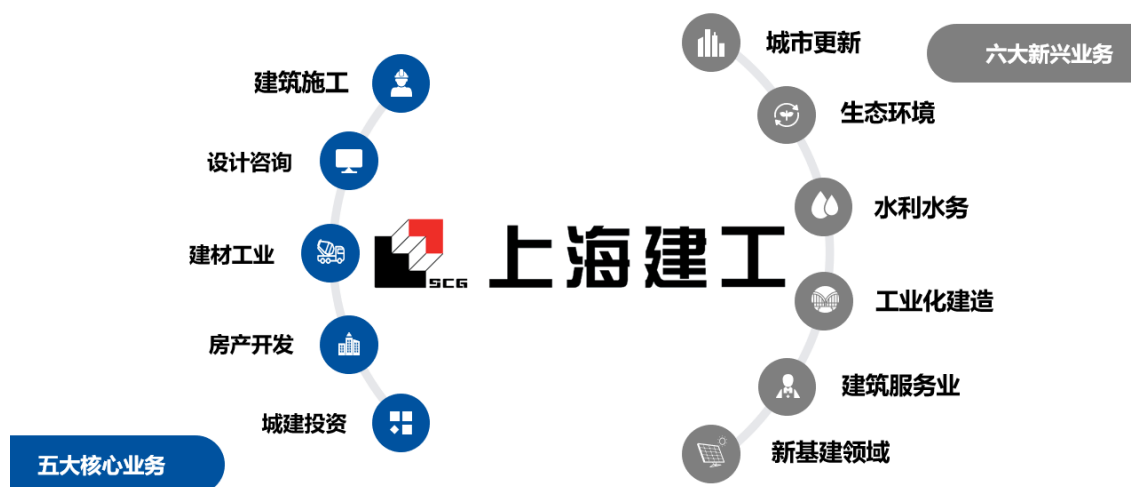 五大核心业务
建筑施工
设计咨询
建材工业
房产开发
城建投资
SCG
上海建工
六大新兴业务
城市更新
生态环境
水利水务
工业化建造
建筑服务业
新基建领域